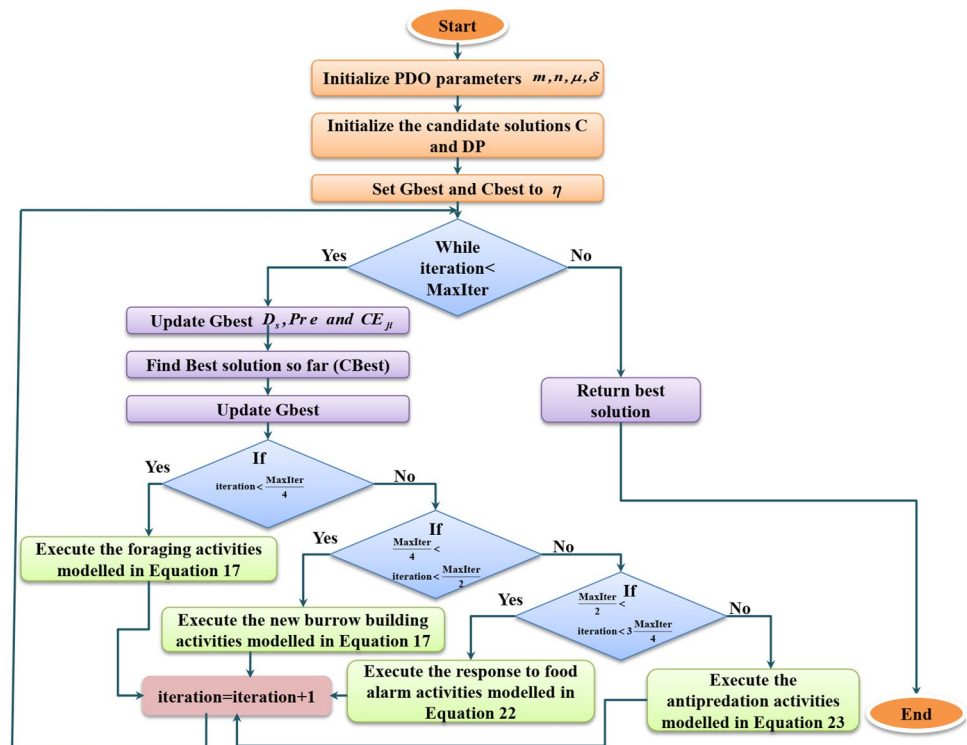 Start
Initialize PDO parameters m,n,μ,δ
Initialize the candidate solutions C
and DP
Set Gbest and Cbest to η
While
iteration<
MaxIter
Yes
No
Update Gbest D_s,Pre and CE_jl
Find Best solution so far (CBest)
Update Gbest
Return best
solution
If
iteration< MaxIter/4
Yes
No
Execute the foraging activities
modelled in Equation 17
If
MaxIter/4 <
iteration< MaxIter/2
Yes
No
Execute the new burrow building
activities modelled in Equation 17
If
MaxIter/2 <
iteration<3 MaxIter/4
Yes
No
iteration=iteration+1
Execute the response to food
alarm activities modelled in
Equation 22
Execute the
antipredation activities
modelled in Equation 23
End